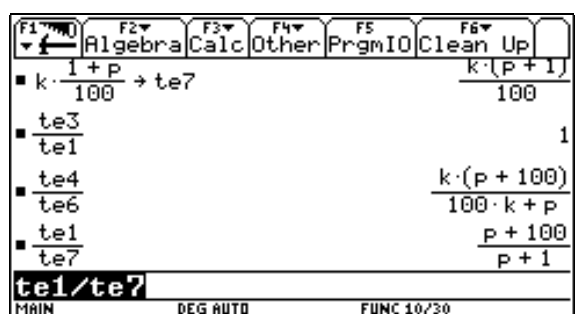 F1 F2 F3 F4 F5 F6
Algebra Calc Other PrgmIO Clean Up
k·(1 + p)/100 → te7 k·(p + 1)/100
te3/te1 1
te4/te6 k·(p + 100)/(100·k + p)
te1/te7 (p + 100)/(p + 1)
te1/te7
MAIN DEG AUTO FUNC 10/30